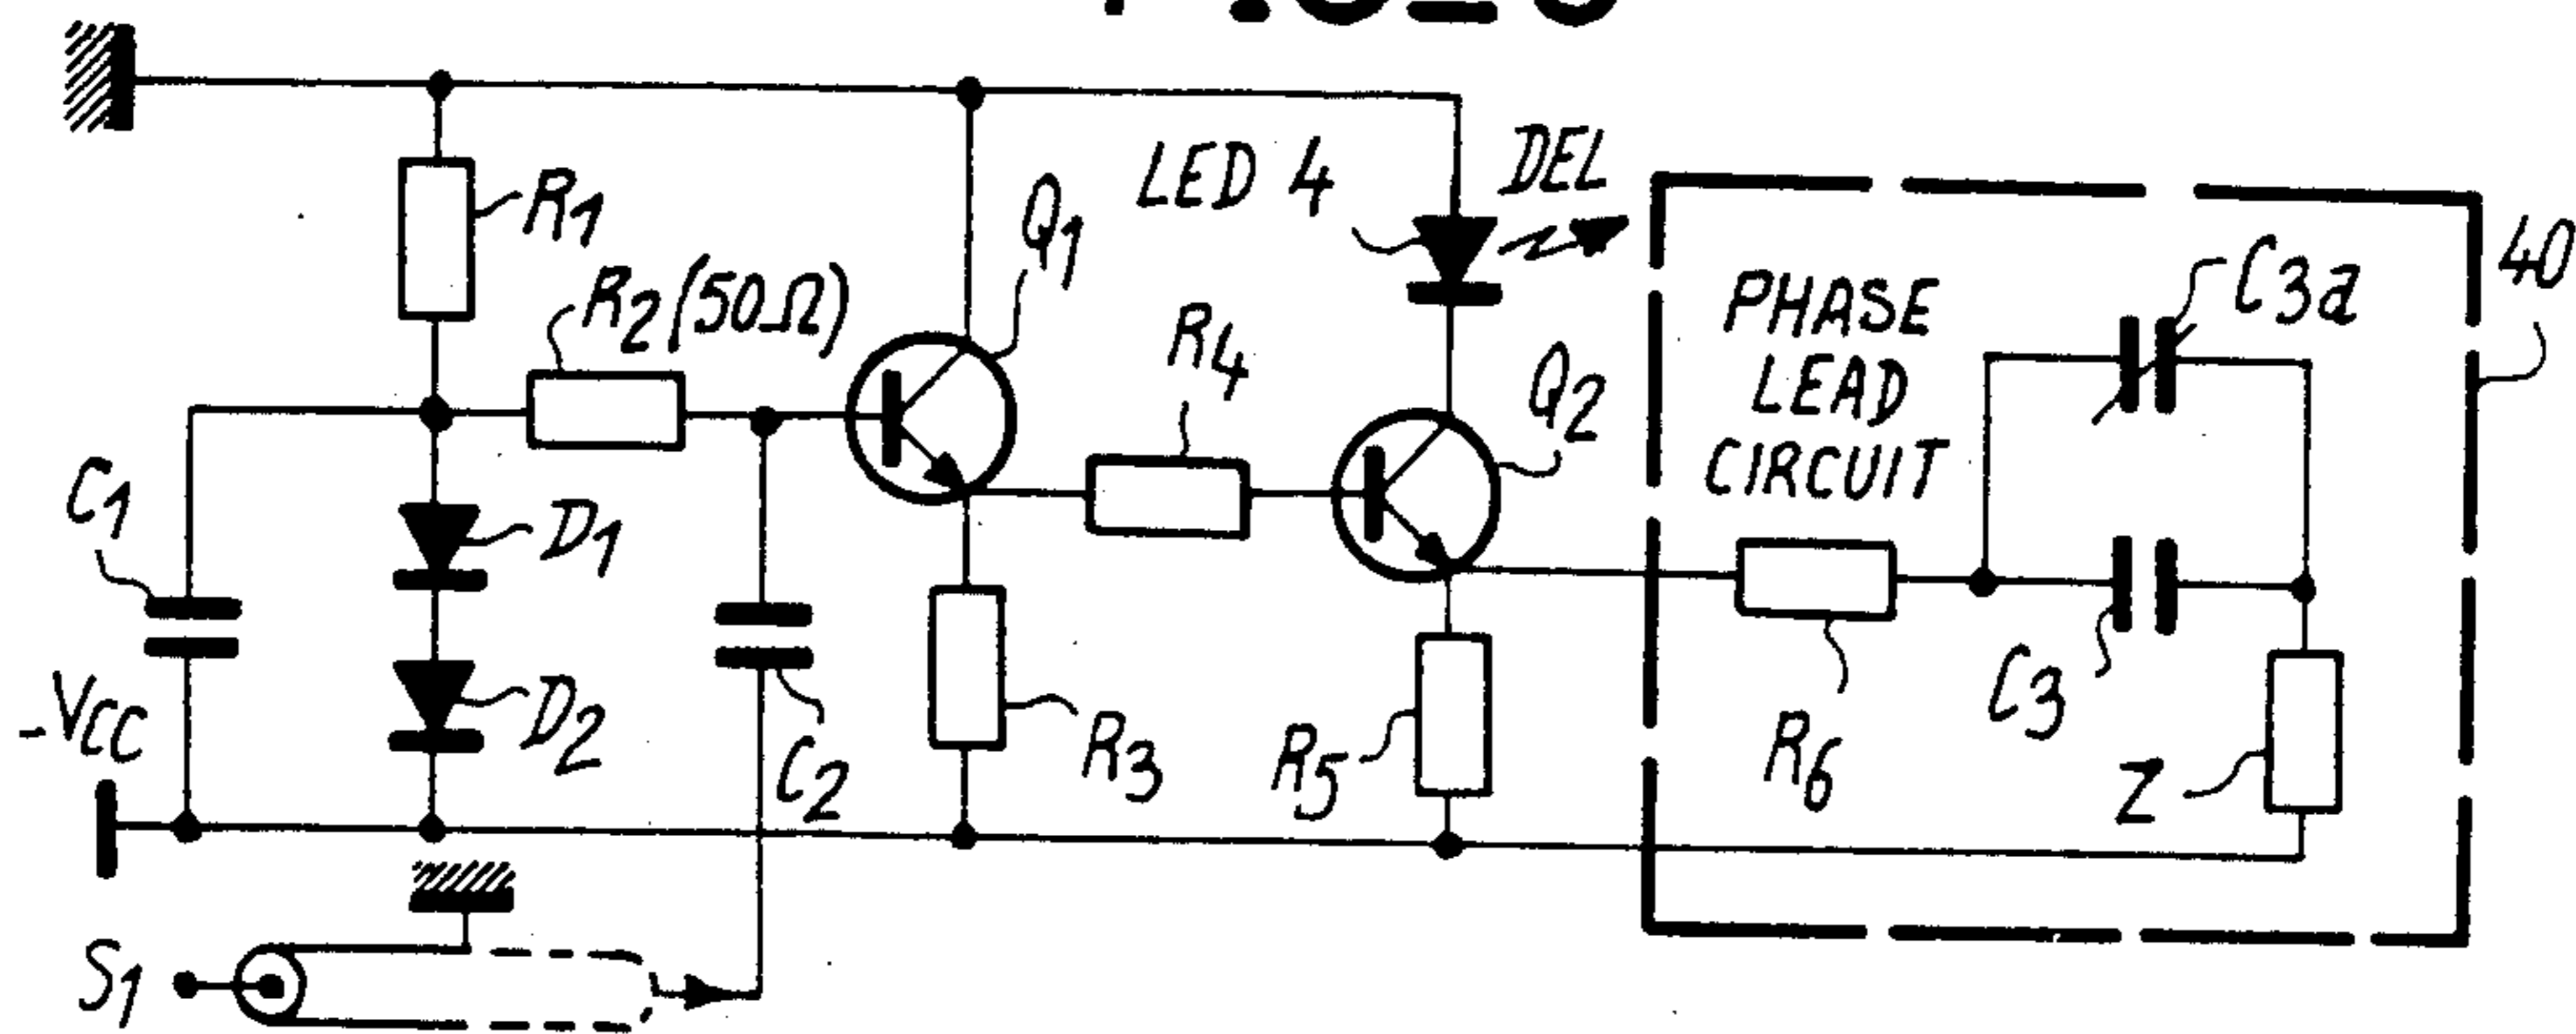 R1
R2 (50Ω)
Q1
LED 4
DEL
R4
Q2
PHASE
LEAD
CIRCUIT
C3a
40
C1
D1
D2
-VCC
C2
R3
R5
R6
C3
Z
S1